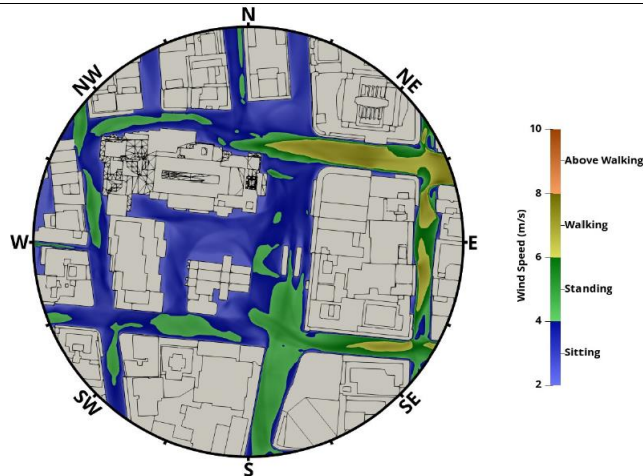 N
NW
NE
W
E
SW
SE
S
10
8
6
4
2
Above Walking
Walking
Standing
Sitting
Wind Speed (m/s)